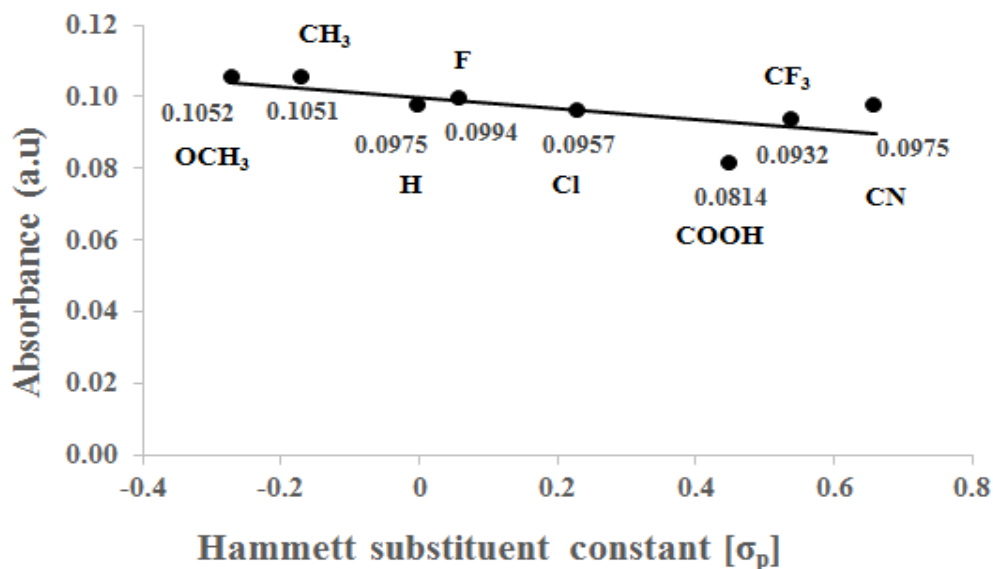 0.12
0.10
0.08
0.06
0.04
0.02
0.00
Absorbance (a.u)
CH₃
F
CF₃
0.1052
0.1051
0.0975
0.0994
0.0957
0.0814
0.0932
0.0975
OCH₃
H
Cl
COOH
CN
-0.4 -0.2 0 0.2 0.4 0.6 0.8
Hammett substituent constant [σₚ]